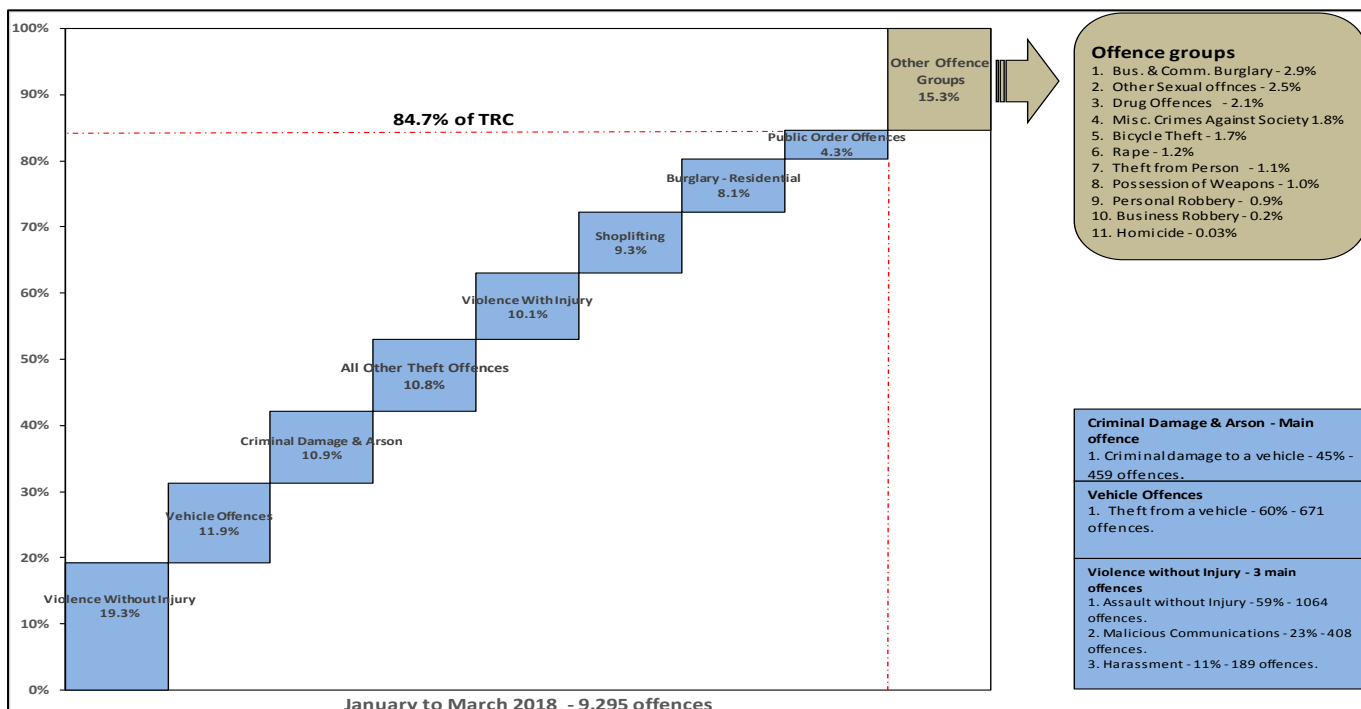 100%
90%
80%
70%
60%
50%
40%
30%
20%
10%
0%
84.7% of TRC
Violence Without Injury
19.3%
Vehicle Offences
11.9%
Criminal Damage & Arson
10.9%
All Other Theft Offences
10.8%
Violence With Injury
10.1%
Shoplifting
9.3%
Burglary - Residential
8.1%
Public Order Offences
4.3%
Other Offence
Groups
15.3%
January to March 2018 - 9,295 offences
Offence groups
1. Bus. & Comm. Burglary - 2.9%
2. Other Sexual offnces - 2.5%
3. Drug Offences - 2.1%
4. Misc. Crimes Against Society 1.8%
5. Bicycle Theft - 1.7%
6. Rape - 1.2%
7. Theft from Person - 1.1%
8. Possession of Weapons - 1.0%
9. Personal Robbery - 0.9%
10. Business Robbery - 0.2%
11. Homicide - 0.03%
Criminal Damage & Arson - Main
offence
1. Criminal damage to a vehicle - 45% -
459 offences.
Vehicle Offences
1. Theft from a vehicle - 60% - 671
offences.
Violence without Injury - 3 main
offences
1. Assault without Injury - 59% - 1064
offences.
2. Malicious Communications - 23% - 408
offences.
3. Harassment - 11% - 189 offences.